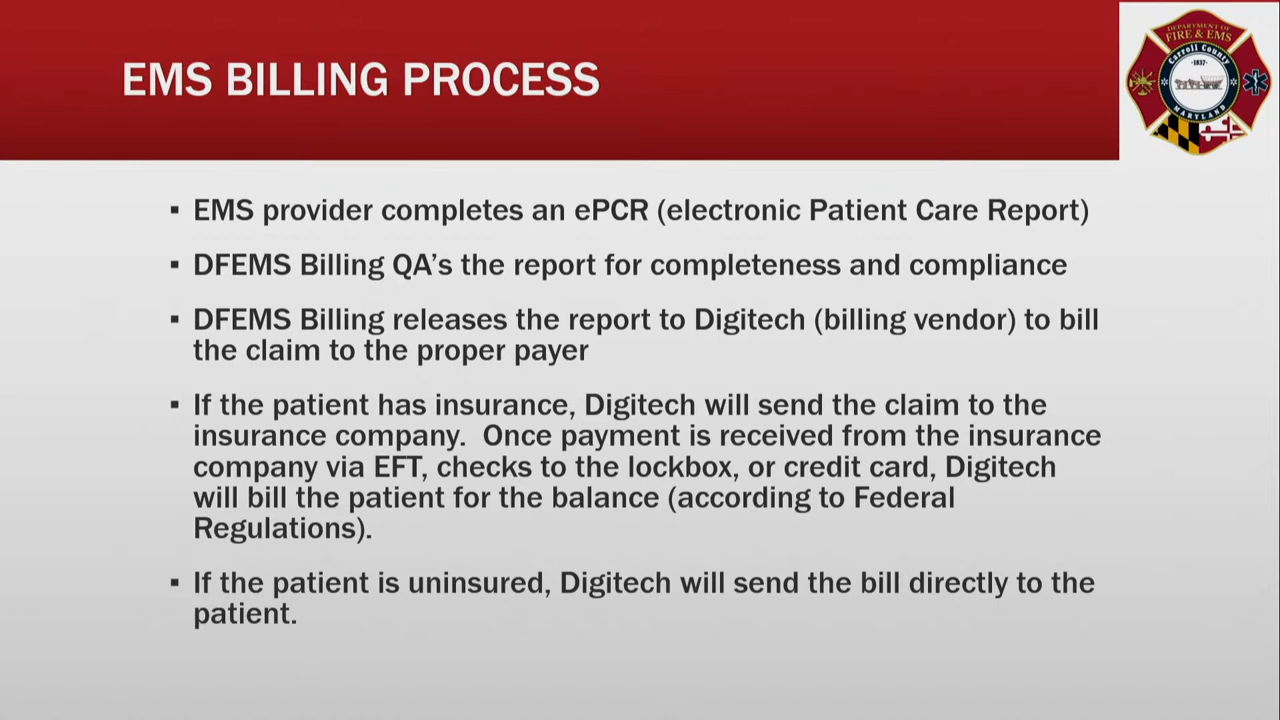 EMS BILLING PROCESS
DEPARTMENT OF
FIRE & EMS
Carroll County
·1837·
MARYLAND
▪ EMS provider completes an ePCR (electronic Patient Care Report)
▪ DFEMS Billing QA’s the report for completeness and compliance
▪ DFEMS Billing releases the report to Digitech (billing vendor) to bill
the claim to the proper payer
▪ If the patient has insurance, Digitech will send the claim to the
insurance company.  Once payment is received from the insurance
company via EFT, checks to the lockbox, or credit card, Digitech
will bill the patient for the balance (according to Federal
Regulations).
▪ If the patient is uninsured, Digitech will send the bill directly to the
patient.